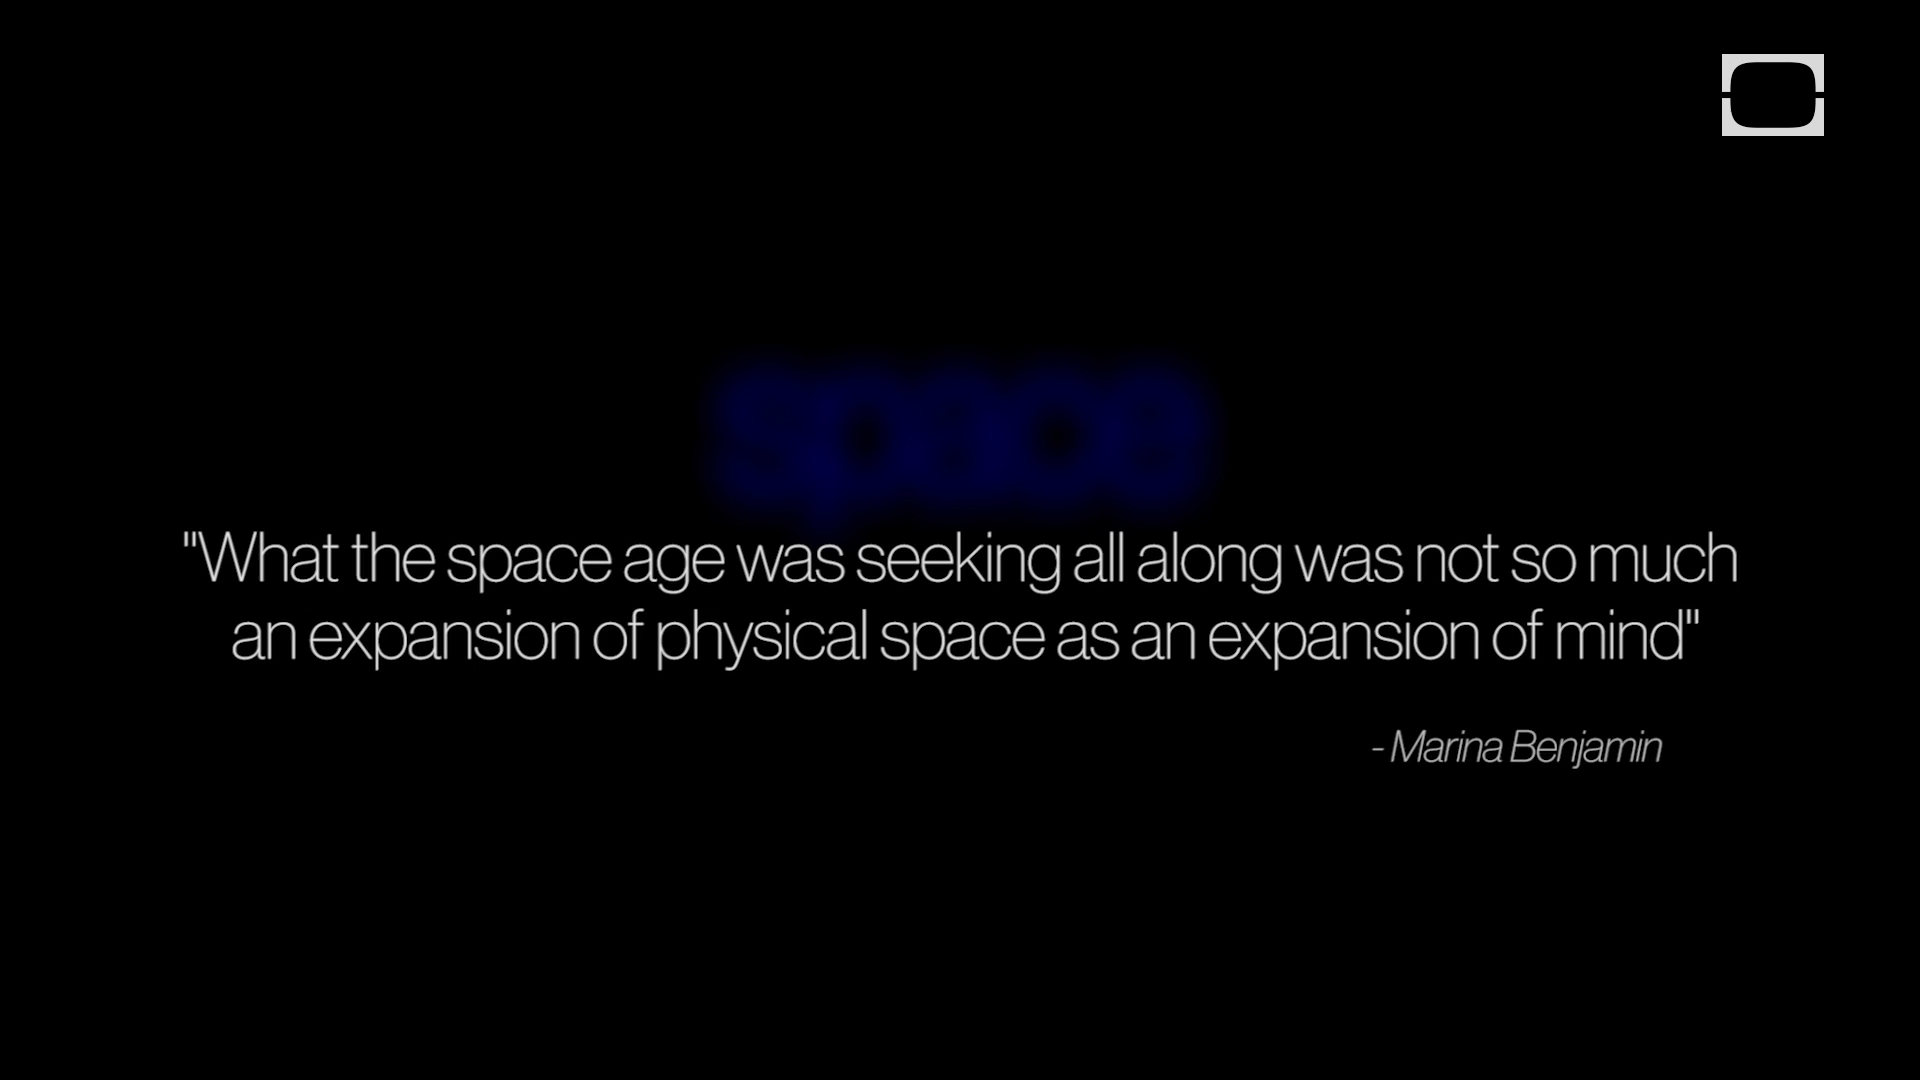 space
"What the space age was seeking all along was not so much
an expansion of physical space as an expansion of mind"
- Marina Benjamin